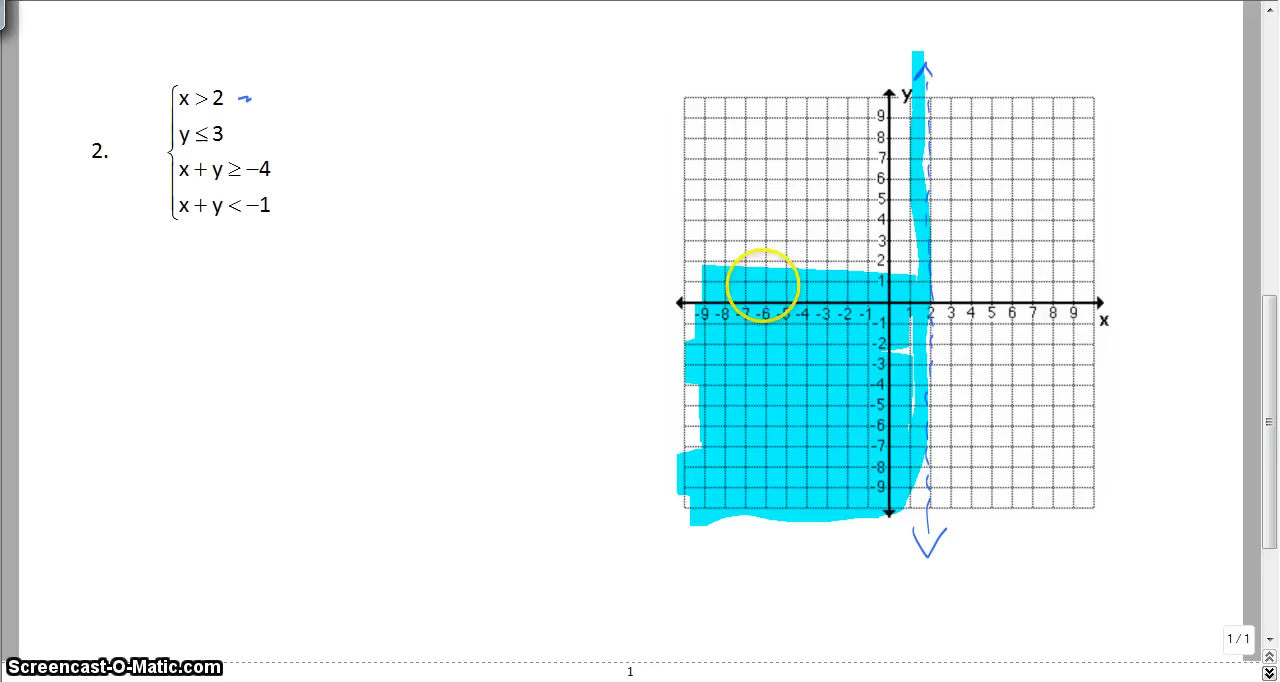 x > 2
y ≤ 3
2.
x + y ≥ −4
x + y < −1
y
9
8
7
6
5
4
3
2
1
-9 -8 -7 -6 -5 -4 -3 -2 -1 1 2 3 4 5 6 7 8 9
x
-1
-2
-3
-4
-5
-6
-7
-8
-9
1 / 1
1
Screencast-O-Matic.com